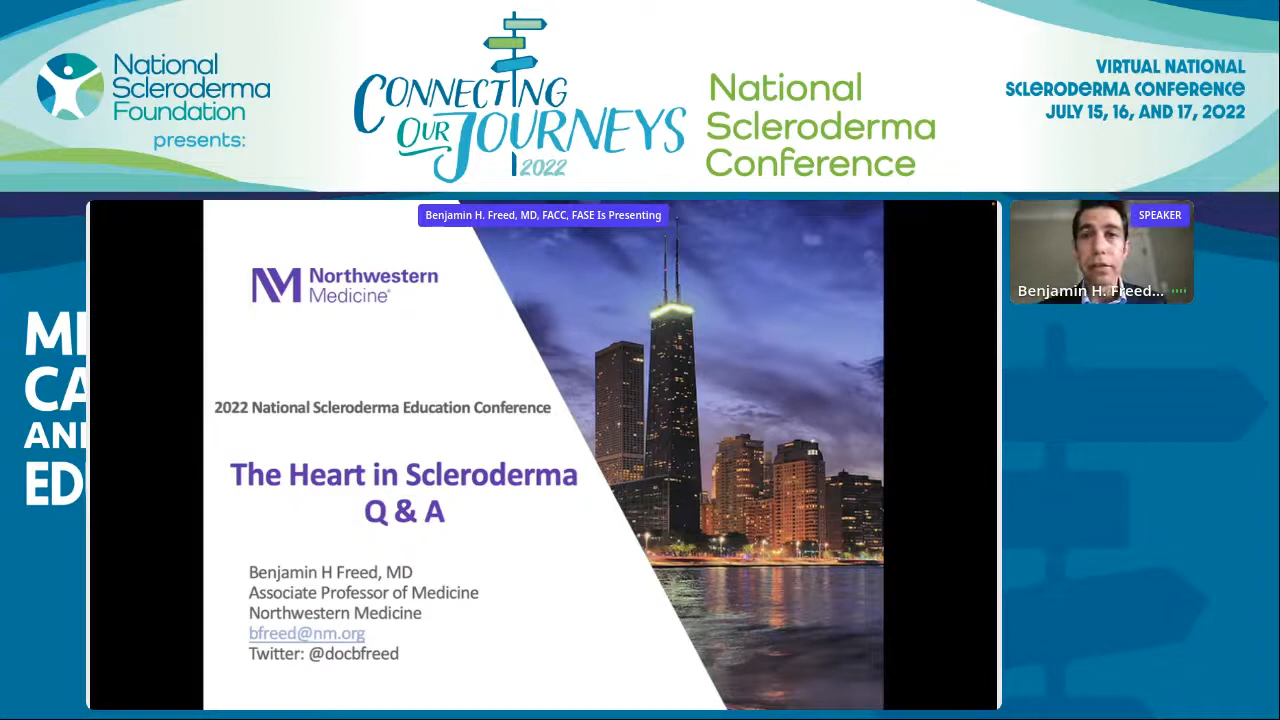 National
Scleroderma
Foundation
presents:
CONNECTING
OUR JOURNEYS
2022
National
Scleroderma
Conference
VIRTUAL NATIONAL
SCLERODERMA CONFERENCE
JULY 15, 16, AND 17, 2022
Benjamin H. Freed, MD, FACC, FASE Is Presenting
SPEAKER
Benjamin H. Freed...
Northwestern
Medicine®
2022 National Scleroderma Education Conference
The Heart in Scleroderma
Q & A
Benjamin H Freed, MD
Associate Professor of Medicine
Northwestern Medicine
bfreed@nm.org
Twitter: @docbfreed